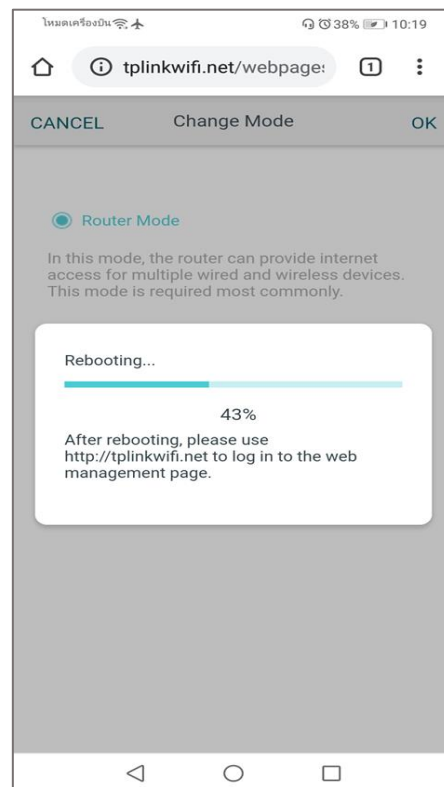 โหมดเครื่องบิน 38% 10:19
tplinkwifi.net/webpage: 1
CANCEL Change Mode OK
Router Mode
In this mode, the router can provide internet
access for multiple wired and wireless devices.
This mode is required most commonly.
Rebooting...
43%
After rebooting, please use
http://tplinkwifi.net to log in to the web
management page.